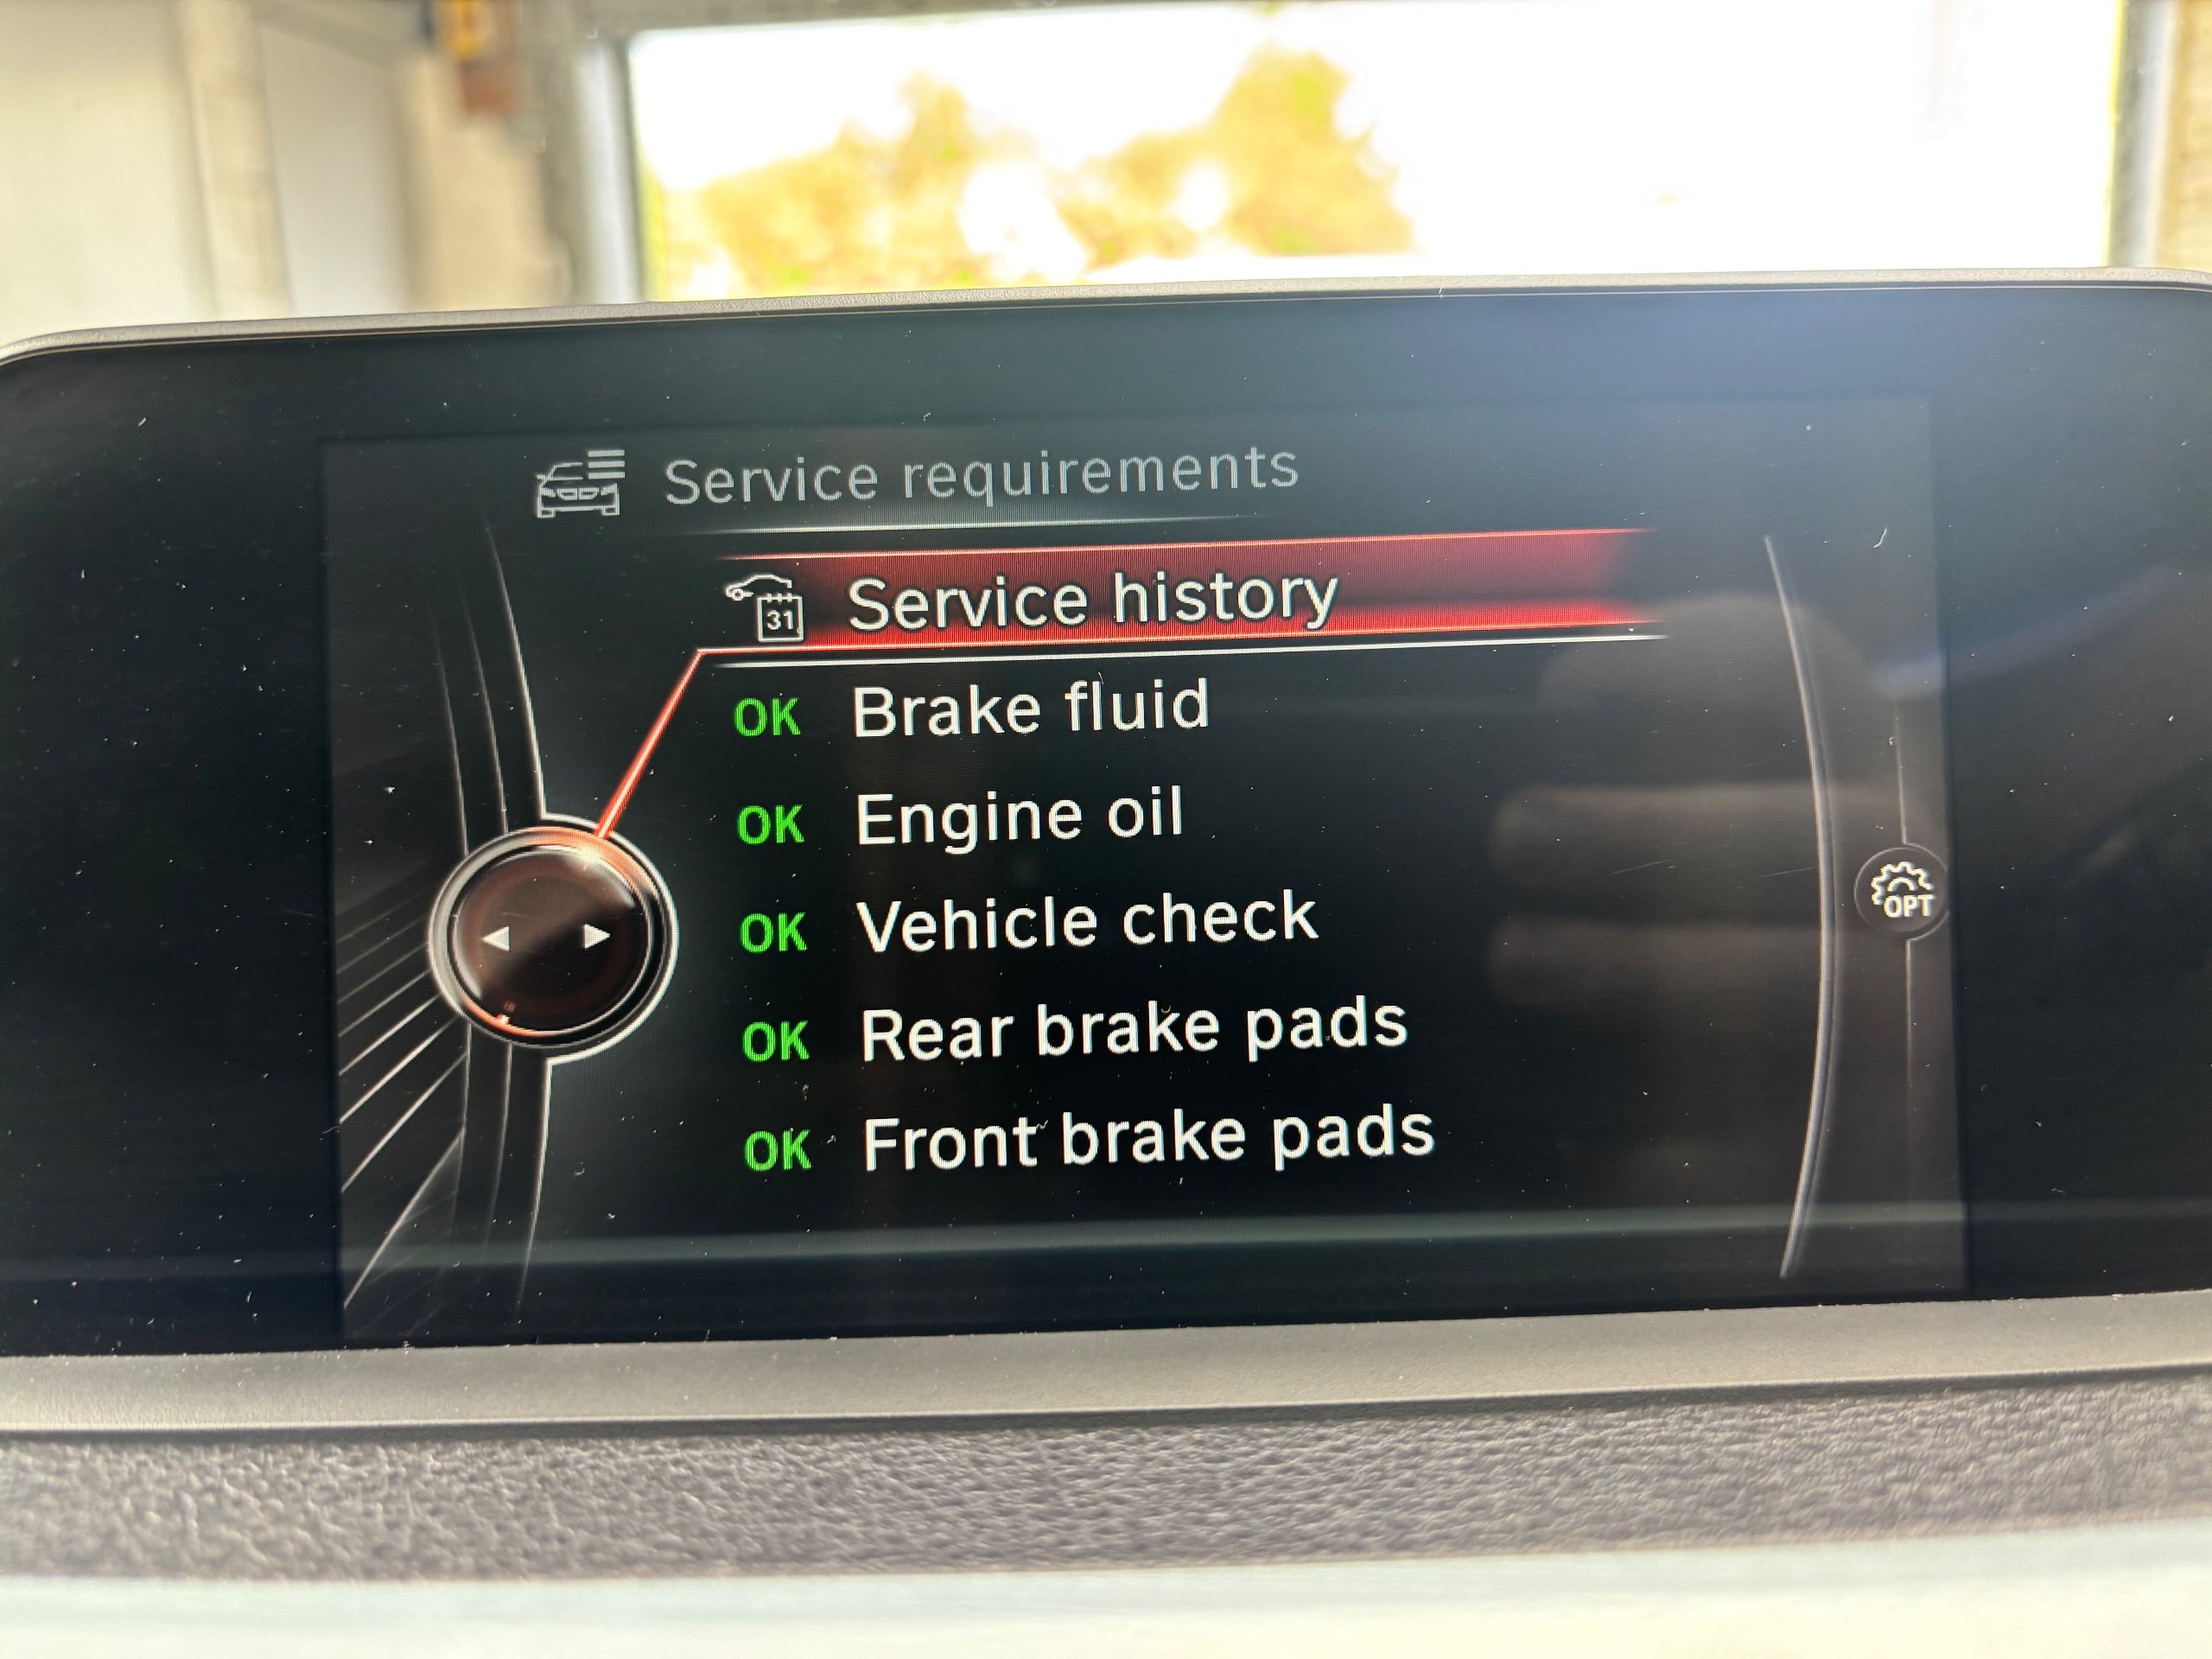 Service requirements
31 Service history
OK Brake fluid
OK Engine oil
OK Vehicle check
OPT
OK Rear brake pads
OK Front brake pads